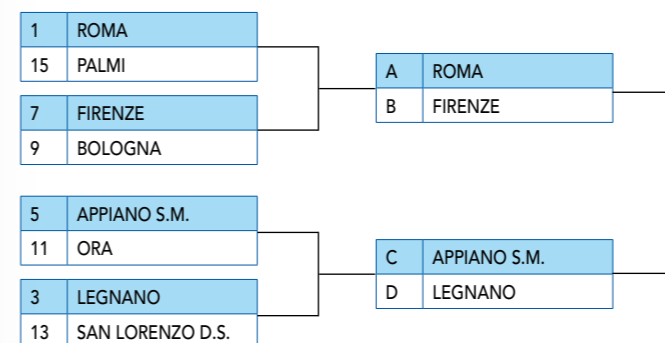 1 ROMA
15 PALMI
7 FIRENZE
9 BOLOGNA
5 APPIANO S.M.
11 ORA
3 LEGNANO
13 SAN LORENZO D.S.
A ROMA
B FIRENZE
C APPIANO S.M.
D LEGNANO